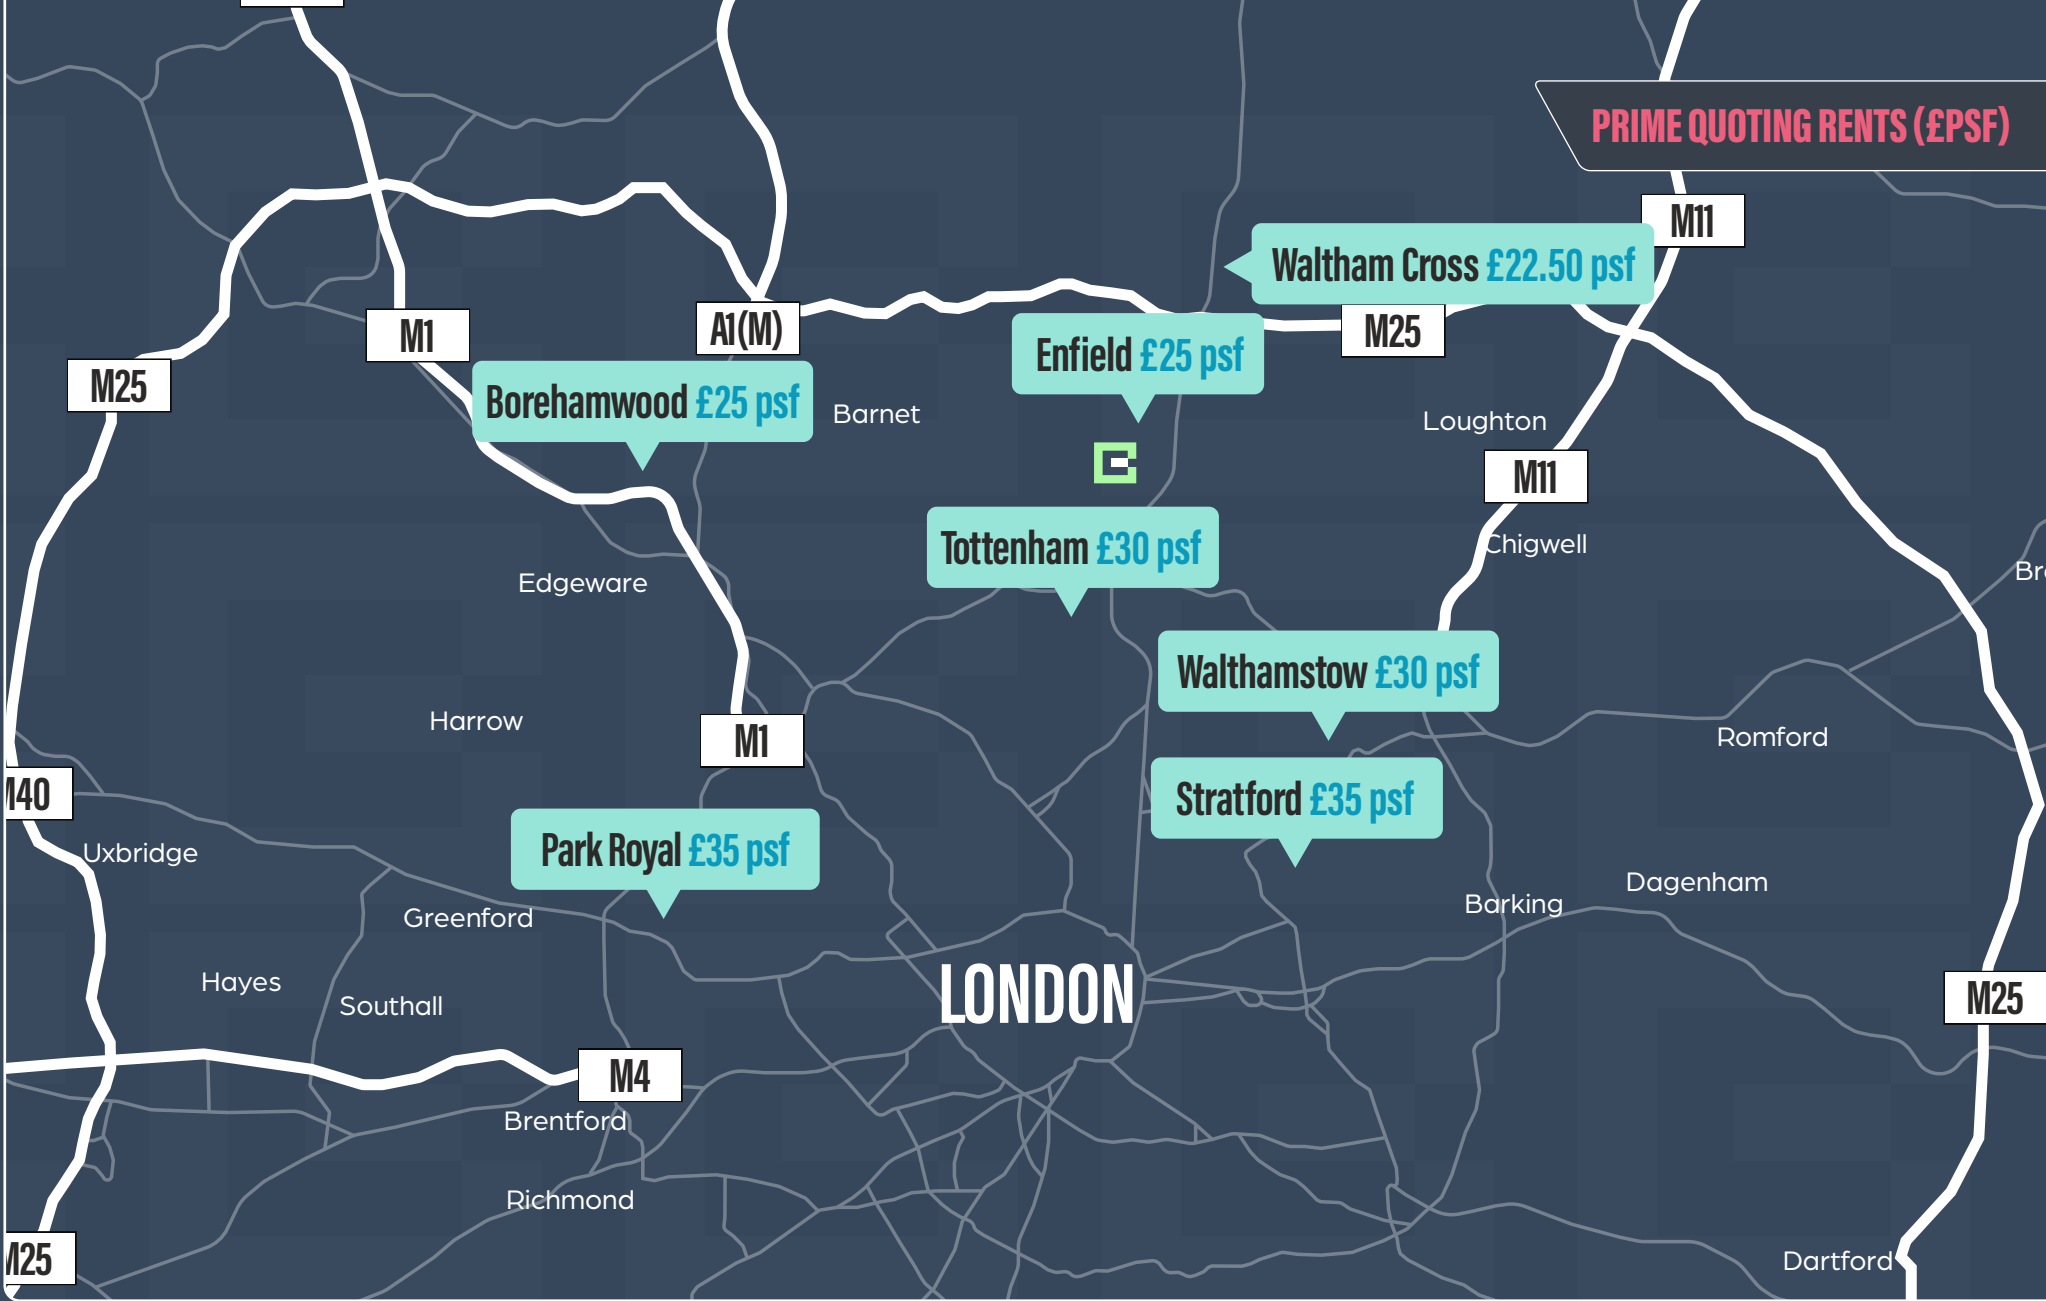 PRIME QUOTING RENTS (£PSF)
M11
Waltham Cross £22.50 psf
A1(M)
M1
M25
Enfield £25 psf
M25
Borehamwood £25 psf
Barnet
Loughton
M11
Tottenham £30 psf
Chigwell
Edgeware
Walthamstow £30 psf
Harrow
M1
Romford
M40
Stratford £35 psf
Uxbridge
Park Royal £35 psf
Dagenham
Barking
Greenford
Hayes
Southall
LONDON
M25
M4
Brentford
Richmond
M25
Dartford